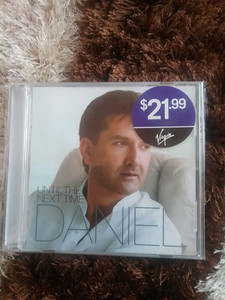 $21.99
Virgin
UNTIL THE
NEXT TIME
DANIEL